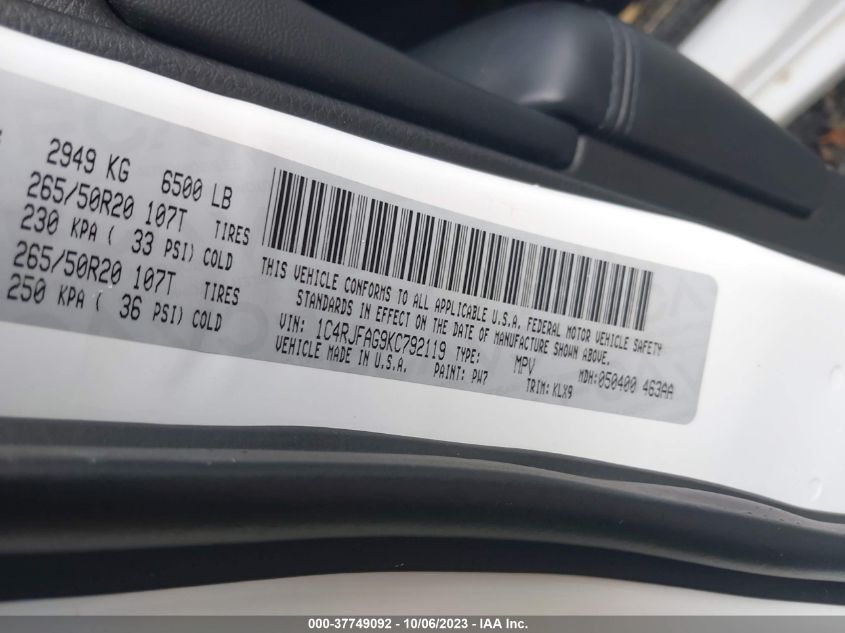 2949 KG 6500 LB
265/50R20 107T TIRES
230 KPA ( 33 PSI) COLD
265/50R20 107T TIRES
250 KPA ( 36 PSI) COLD
THIS VEHICLE CONFORMS TO ALL APPLICABLE U.S.A. FEDERAL MOTOR VEHICLE SAFETY
STANDARDS IN EFFECT ON THE DATE OF MANUFACTURE SHOWN ABOVE.
VIN: 1C4RJFAG9KC792119 TYPE: MPV MDH:050400 463AA
VEHICLE MADE IN U.S.A. PAINT: PW7 TRIM: KLX9
000-37749092 - 10/06/2023 - IAA Inc.